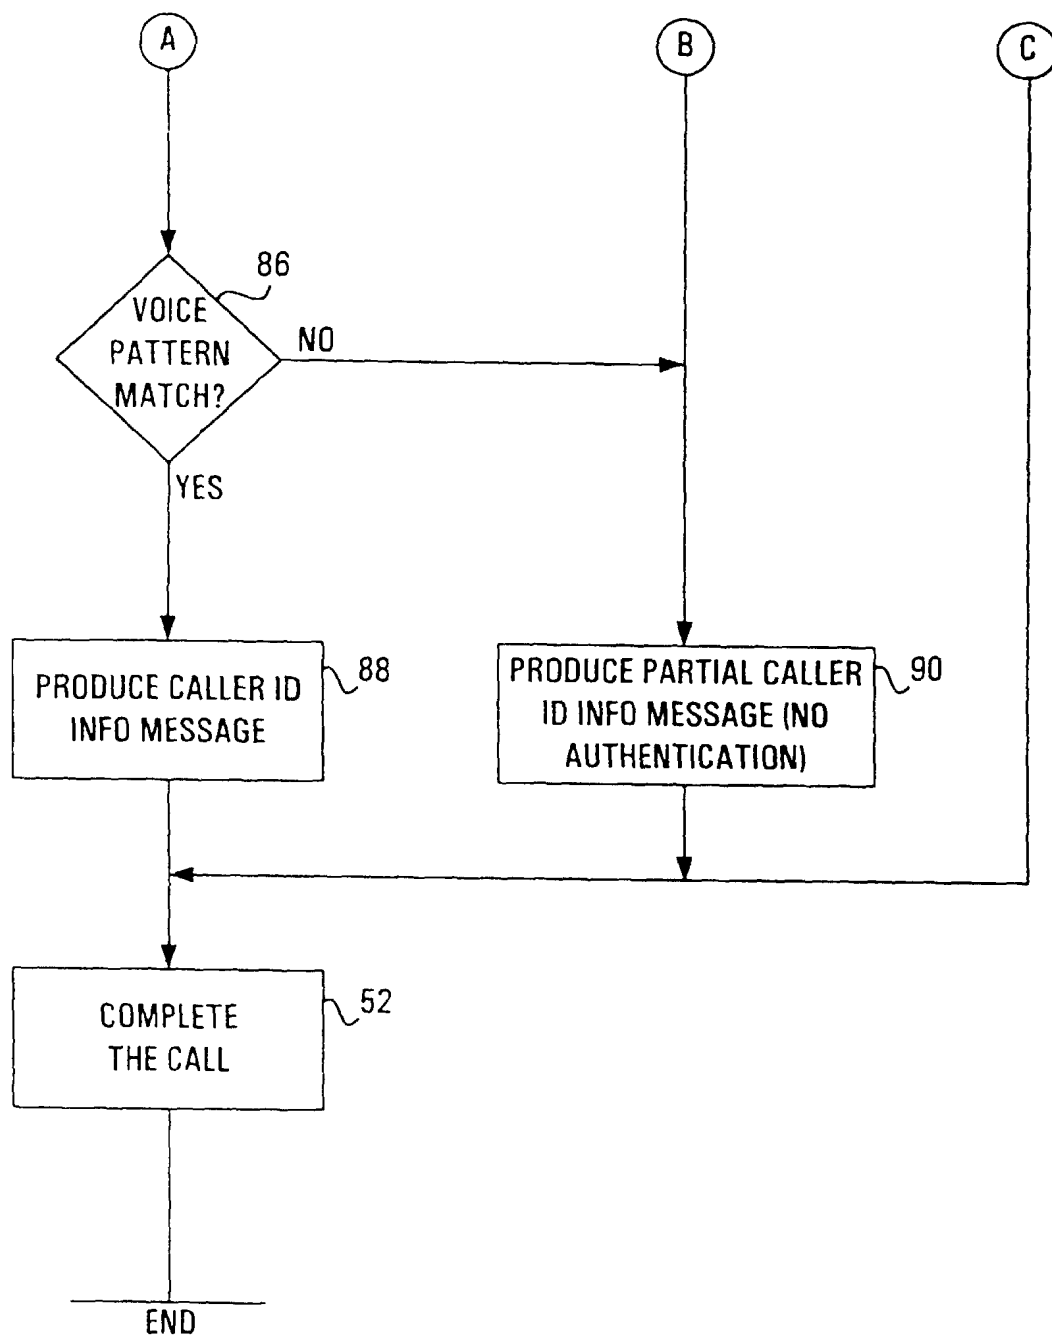 A
B
C
86
VOICE
PATTERN
MATCH?
NO
YES
PRODUCE CALLER ID
INFO MESSAGE
88
PRODUCE PARTIAL CALLER
ID INFO MESSAGE (NO
AUTHENTICATION)
90
COMPLETE
THE CALL
52
END